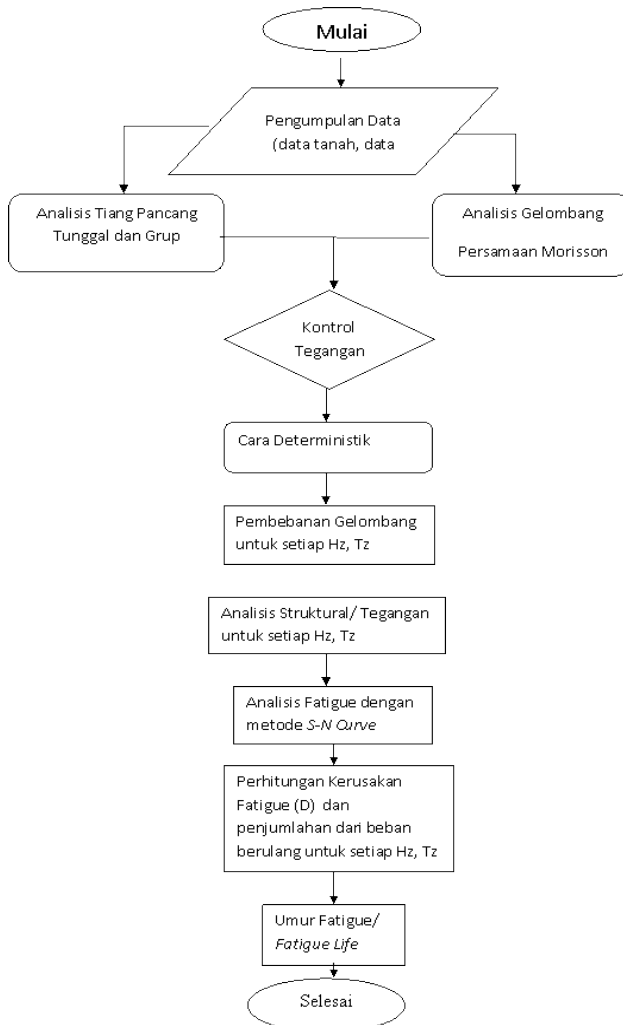 Mulai
Pengumpulan Data
(data tanah, data
Analisis Tiang Pancang
Tunggal dan Grup
Analisis Gelombang
Persamaan Morisson
Kontrol
Tegangan
Cara Deterministik
Pembebanan Gelombang
untuk setiap Hz, Tz
Analisis Struktural/ Tegangan
untuk setiap Hz, Tz
Analisis Fatigue dengan
metode S-N Curve
Perhitungan Kerusakan
Fatigue (D) dan
penjumlahan dari beban
berulang untuk setiap Hz, Tz
Umur Fatigue/
Fatigue Life
Selesai